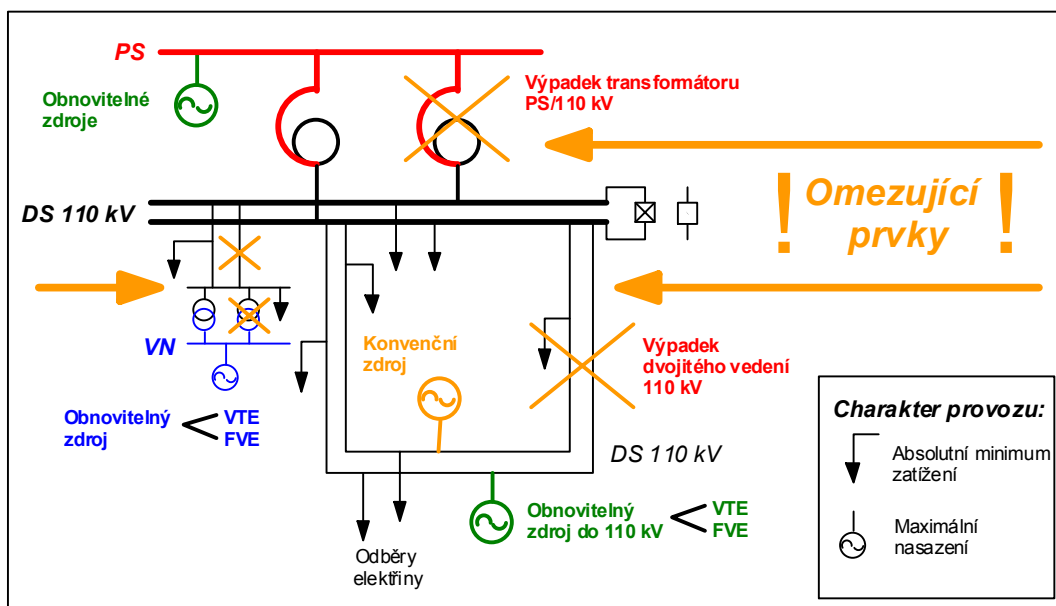 PS
Obnovitelné
zdroje
Výpadek transformátoru
PS/110 kV
DS 110 kV
! Omezující !
prvky
Konvenční
zdroj
VN
Výpadek
dvojitého vedení
110 kV
Obnovitelný
zdroj
VTE
FVE
DS 110 kV
Obnovitelný
zdroj do 110 kV
VTE
FVE
Odběry
elektřiny
Charakter provozu:
Absolutní minimum
zatížení
Maximální
nasazení